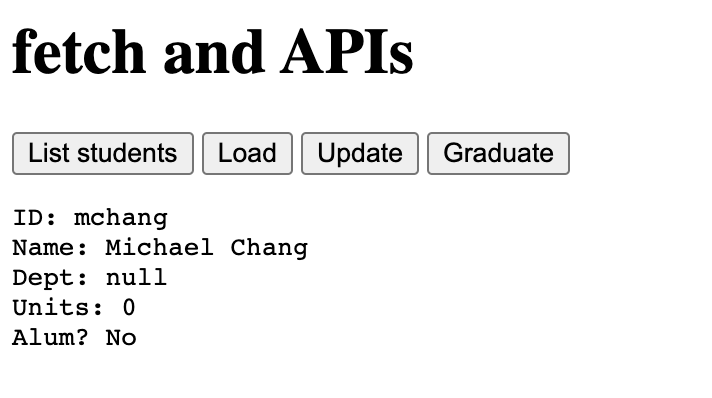 fetch and APIs
List students Load Update Graduate
ID: mchang
Name: Michael Chang
Dept: null
Units: 0
Alum? No